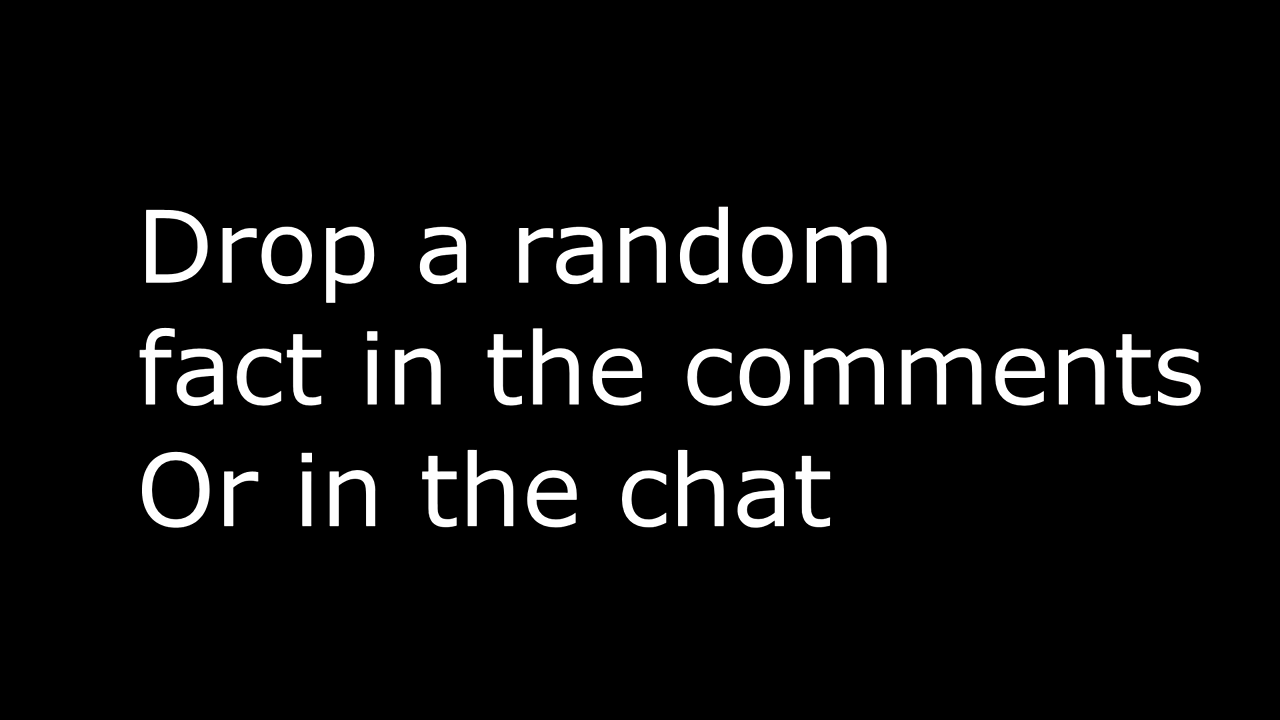 Drop a random
fact in the comments
Or in the chat